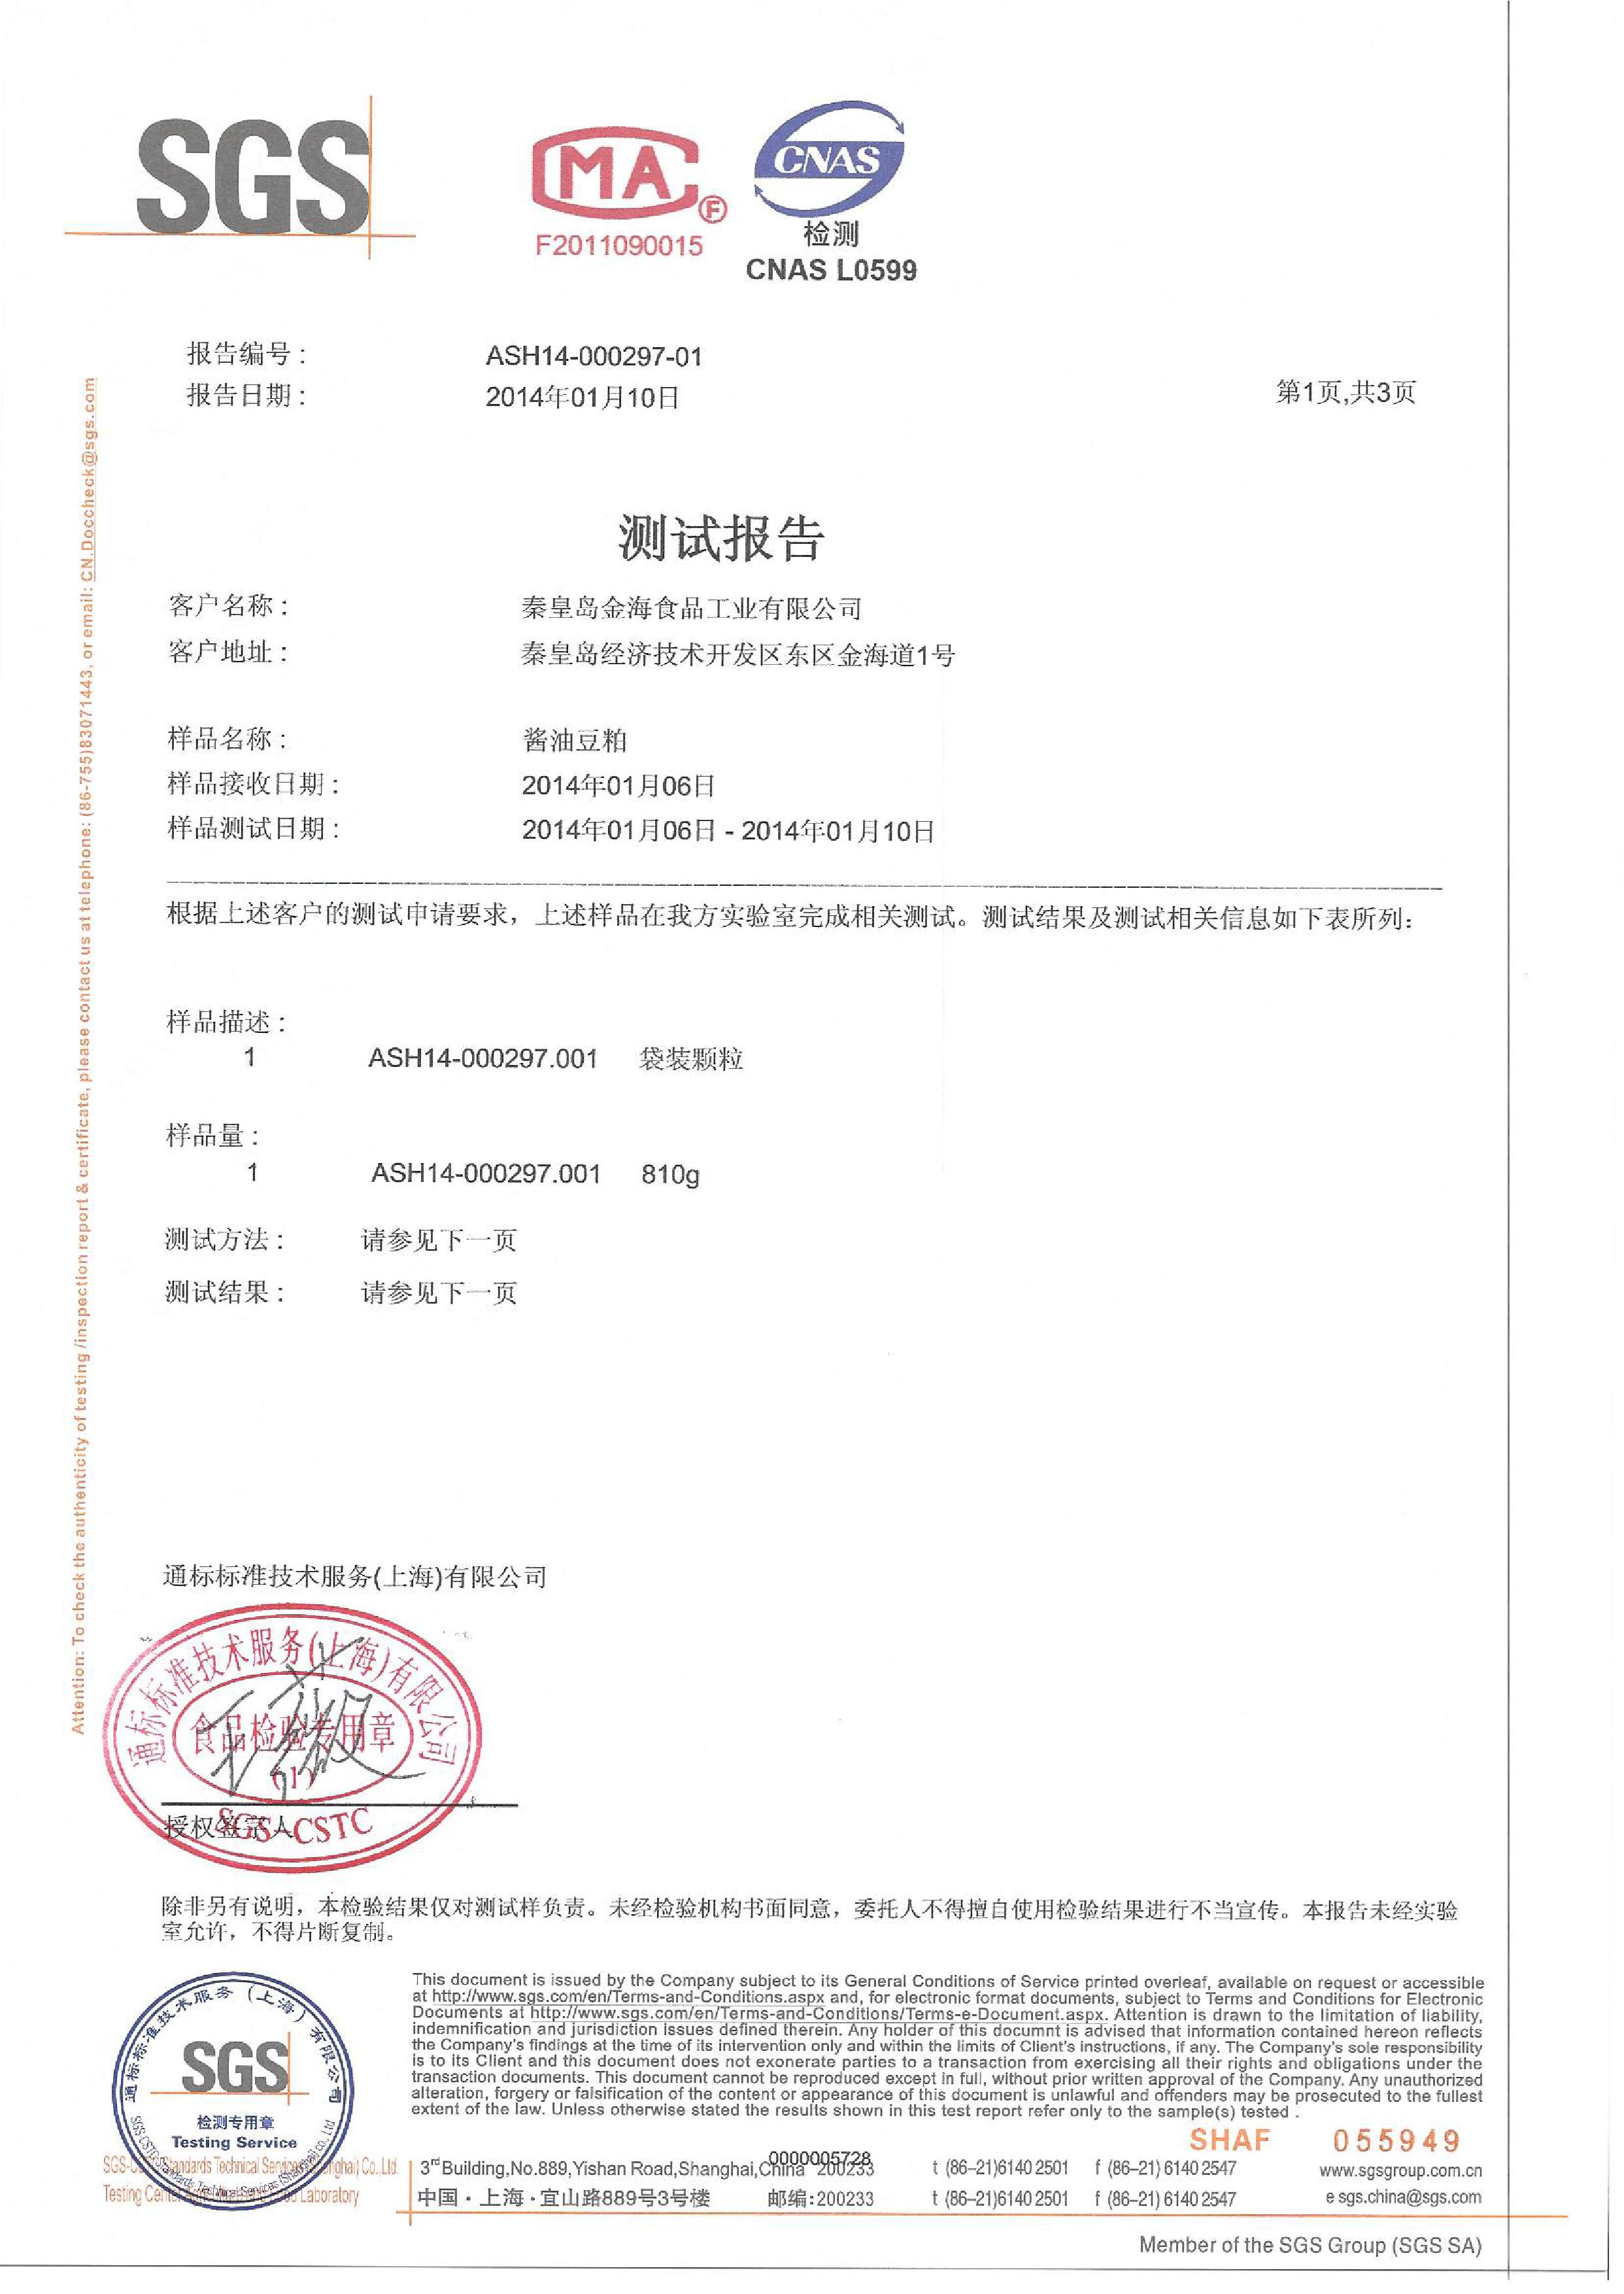 SGS
MA
F
F2011090015
CNAS
检测
CNAS L0599
报告编号： ASH14-000297-01
报告日期： 2014年01月10日
第1页,共3页
测试报告
客户名称： 秦皇岛金海食品工业有限公司
客户地址： 秦皇岛经济技术开发区东区金海道1号
样品名称： 酱油豆粕
样品接收日期： 2014年01月06日
样品测试日期： 2014年01月06日 - 2014年01月10日
根据上述客户的测试申请要求，上述样品在我方实验室完成相关测试。测试结果及测试相关信息如下表所列:
样品描述：
1 ASH14-000297.001 袋装颗粒
样品量：
1 ASH14-000297.001 810g
测试方法： 请参见下一页
测试结果： 请参见下一页
通标标准技术服务(上海)有限公司
通标标准技术服务(上海)有限公司
食品检验专用章
(1)
SGS-CSTC
授权签字人
除非另有说明，本检验结果仅对测试样负责。未经检验机构书面同意，委托人不得擅自使用检验结果进行不当宣传。本报告未经实验
室允许，不得片断复制。
Attention: To check the authenticity of testing /inspection report & certificate, please contact us at telephone: (86-755)83071443, or email: CN.Doccheck@sgs.com
通标标准技术服务（上海）有限公司
SGS
检测专用章
Testing Service
This document is issued by the Company subject to its General Conditions of Service printed overleaf, available on request or accessible
at http://www.sgs.com/en/Terms-and-Conditions.aspx and, for electronic format documents, subject to Terms and Conditions for Electronic
Documents at http://www.sgs.com/en/Terms-and-Conditions/Terms-e-Document.aspx. Attention is drawn to the limitation of liability,
indemnification and jurisdiction issues defined therein. Any holder of this documnt is advised that information contained hereon reflects
the Company's findings at the time of its intervention only and within the limits of Client's instructions, if any. The Company's sole responsibility
is to its Client and this document does not exonerate parties to a transaction from exercising all their rights and obligations under the
transaction documents. This document cannot be reproduced except in full, without prior written approval of the Company. Any unauthorized
alteration, forgery or falsification of the content or appearance of this document is unlawful and offenders may be prosecuted to the fullest
extent of the law. Unless otherwise stated the results shown in this test report refer only to the sample(s) tested .
SHAF 055949
0000005728
3rd Building,No.889,Yishan Road,Shanghai,China 200233 t (86–21)61402501 f (86–21)61402547 www.sgsgroup.com.cn
中国·上海·宜山路889号3号楼 邮编:200233 t (86–21)61402501 f (86–21)61402547 e sgs.china@sgs.com
Member of the SGS Group (SGS SA)